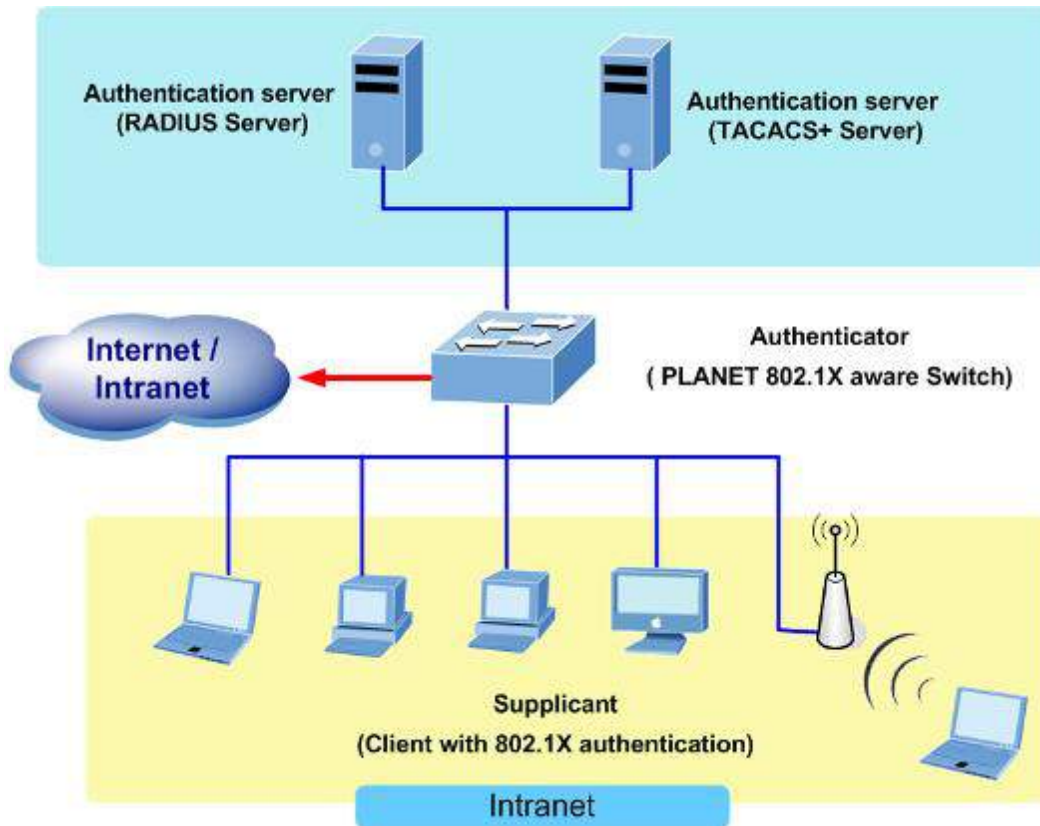 Authentication server
(RADIUS Server)
Authentication server
(TACACS+ Server)
Internet /
Intranet
Authenticator
( PLANET 802.1X aware Switch)
Supplicant
(Client with 802.1X authentication)
Intranet